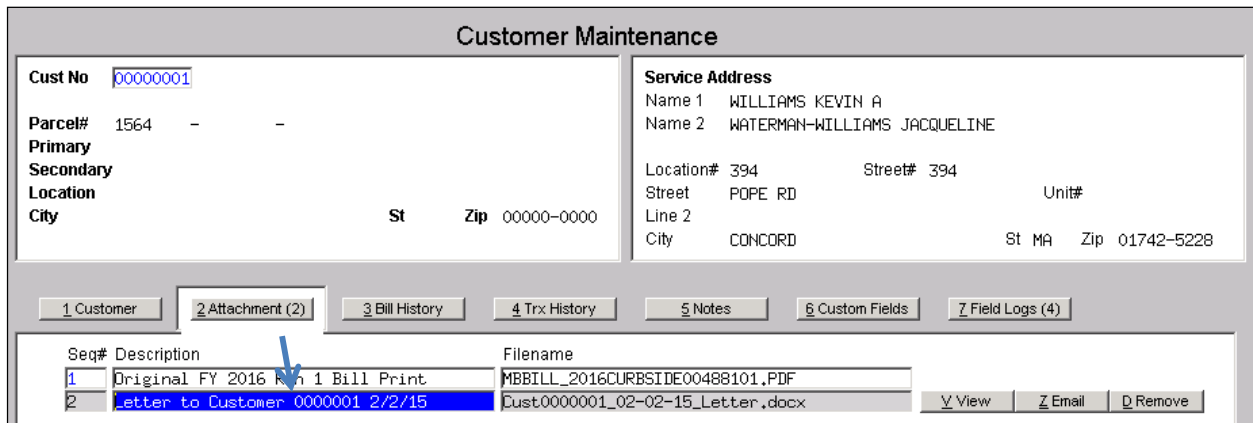 Customer Maintenance
Cust No 00000001
Parcel# 1564 - -
Primary
Secondary
Location
City St Zip 00000-0000
Service Address
Name 1 WILLIAMS KEVIN A
Name 2 WATERMAN-WILLIAMS JACQUELINE
Location# 394 Street# 394
Street POPE RD Unit#
Line 2
City CONCORD St MA Zip 01742-5228
1 Customer 2 Attachment (2) 3 Bill History 4 Trx History 5 Notes 6 Custom Fields 7 Field Logs (4)
Seq# Description Filename
1 Original FY 2016 1 Bill Print MBBILL_2016CURBSIDE00488101.PDF
2 Letter to Customer 0000001 2/2/15 Cust0000001_02-02-15_Letter.docx V View Z Email D Remove